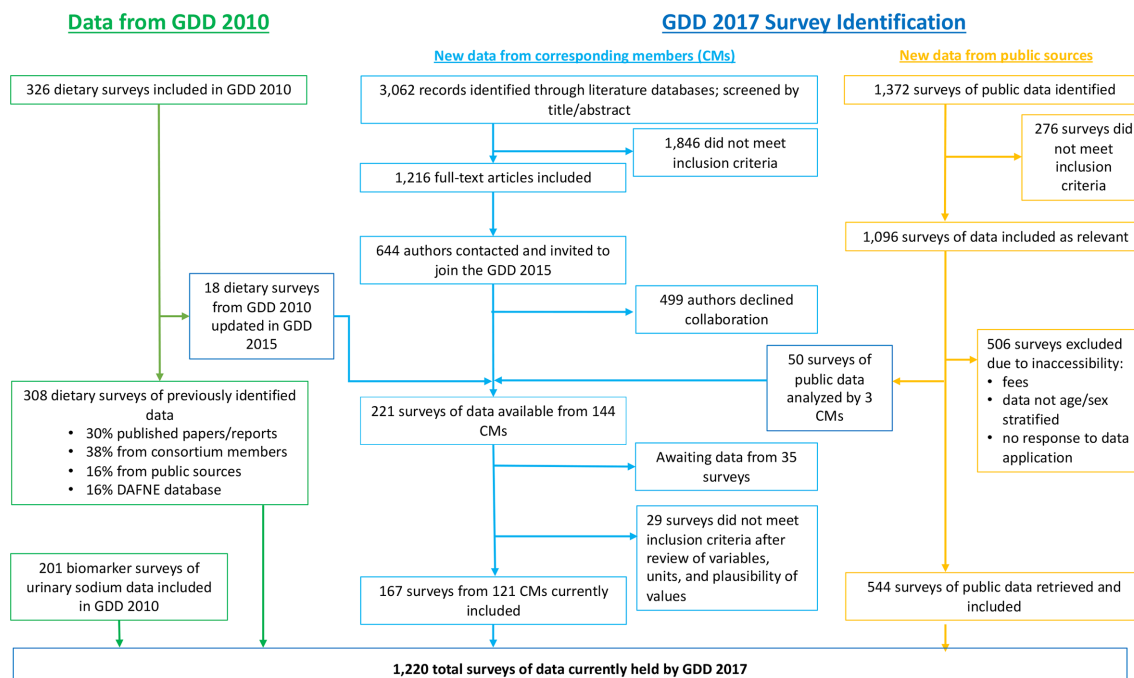 Data from GDD 2010
GDD 2017 Survey Identification
New data from corresponding members (CMs)
New data from public sources
326 dietary surveys included in GDD 2010
3,062 records identified through literature databases; screened by
title/abstract
1,372 surveys of public data identified
1,846 did not meet
inclusion criteria
276 surveys did
not meet
inclusion
criteria
1,216 full-text articles included
1,096 surveys of data included as relevant
644 authors contacted and invited to
join the GDD 2015
18 dietary surveys
from GDD 2010
updated in GDD
2015
499 authors declined
collaboration
506 surveys excluded
due to inaccessibility:
• fees
• data not age/sex
stratified
• no response to data
application
50 surveys of
public data
analyzed by 3
CMs
308 dietary surveys of previously identified
data
• 30% published papers/reports
• 38% from consortium members
• 16% from public sources
• 16% DAFNE database
221 surveys of data available from 144
CMs
Awaiting data from 35
surveys
29 surveys did not meet
inclusion criteria after
review of variables,
units, and plausibility of
values
201 biomarker surveys of
urinary sodium data included
in GDD 2010
167 surveys from 121 CMs currently
included
544 surveys of public data retrieved and
included
1,220 total surveys of data currently held by GDD 2017